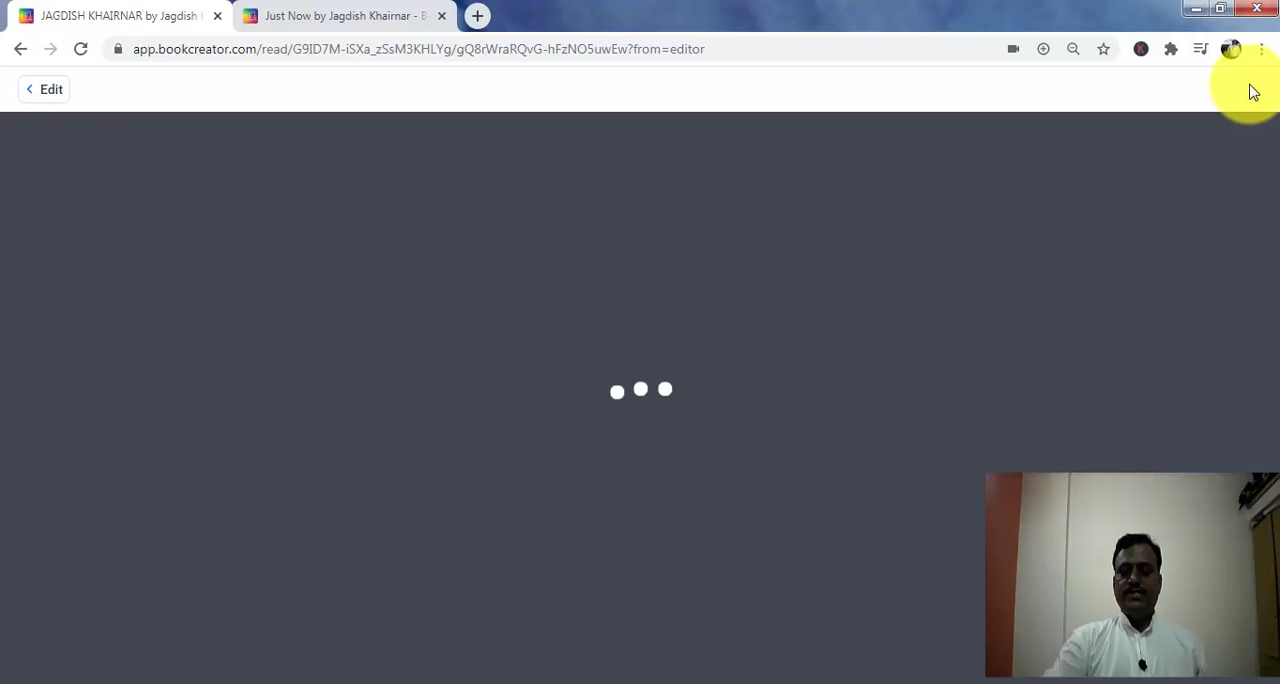 JAGDISH KHAIRNAR by Jagdish
Just Now by Jagdish Khairnar - B
app.bookcreator.com/read/G9ID7M-iSXa_zSsM3KHLYg/gQ8rWraRQvG-hFzNO5uwEw?from=editor
Edit